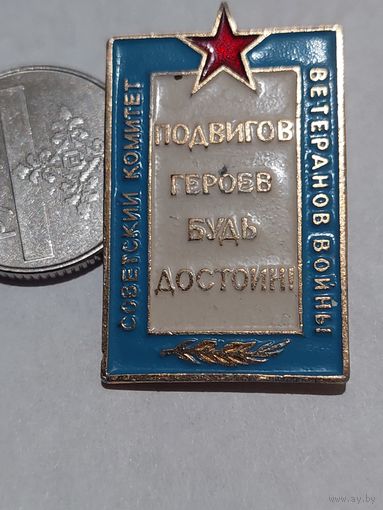 СОВЕТСКИЙ КОМИТЕТ
ВЕТЕРАНОВ ВОЙНЫ
ПОДВИГОВ
ГЕРОЕВ
БУДЬ
ДОСТОИН!
www.ay.by